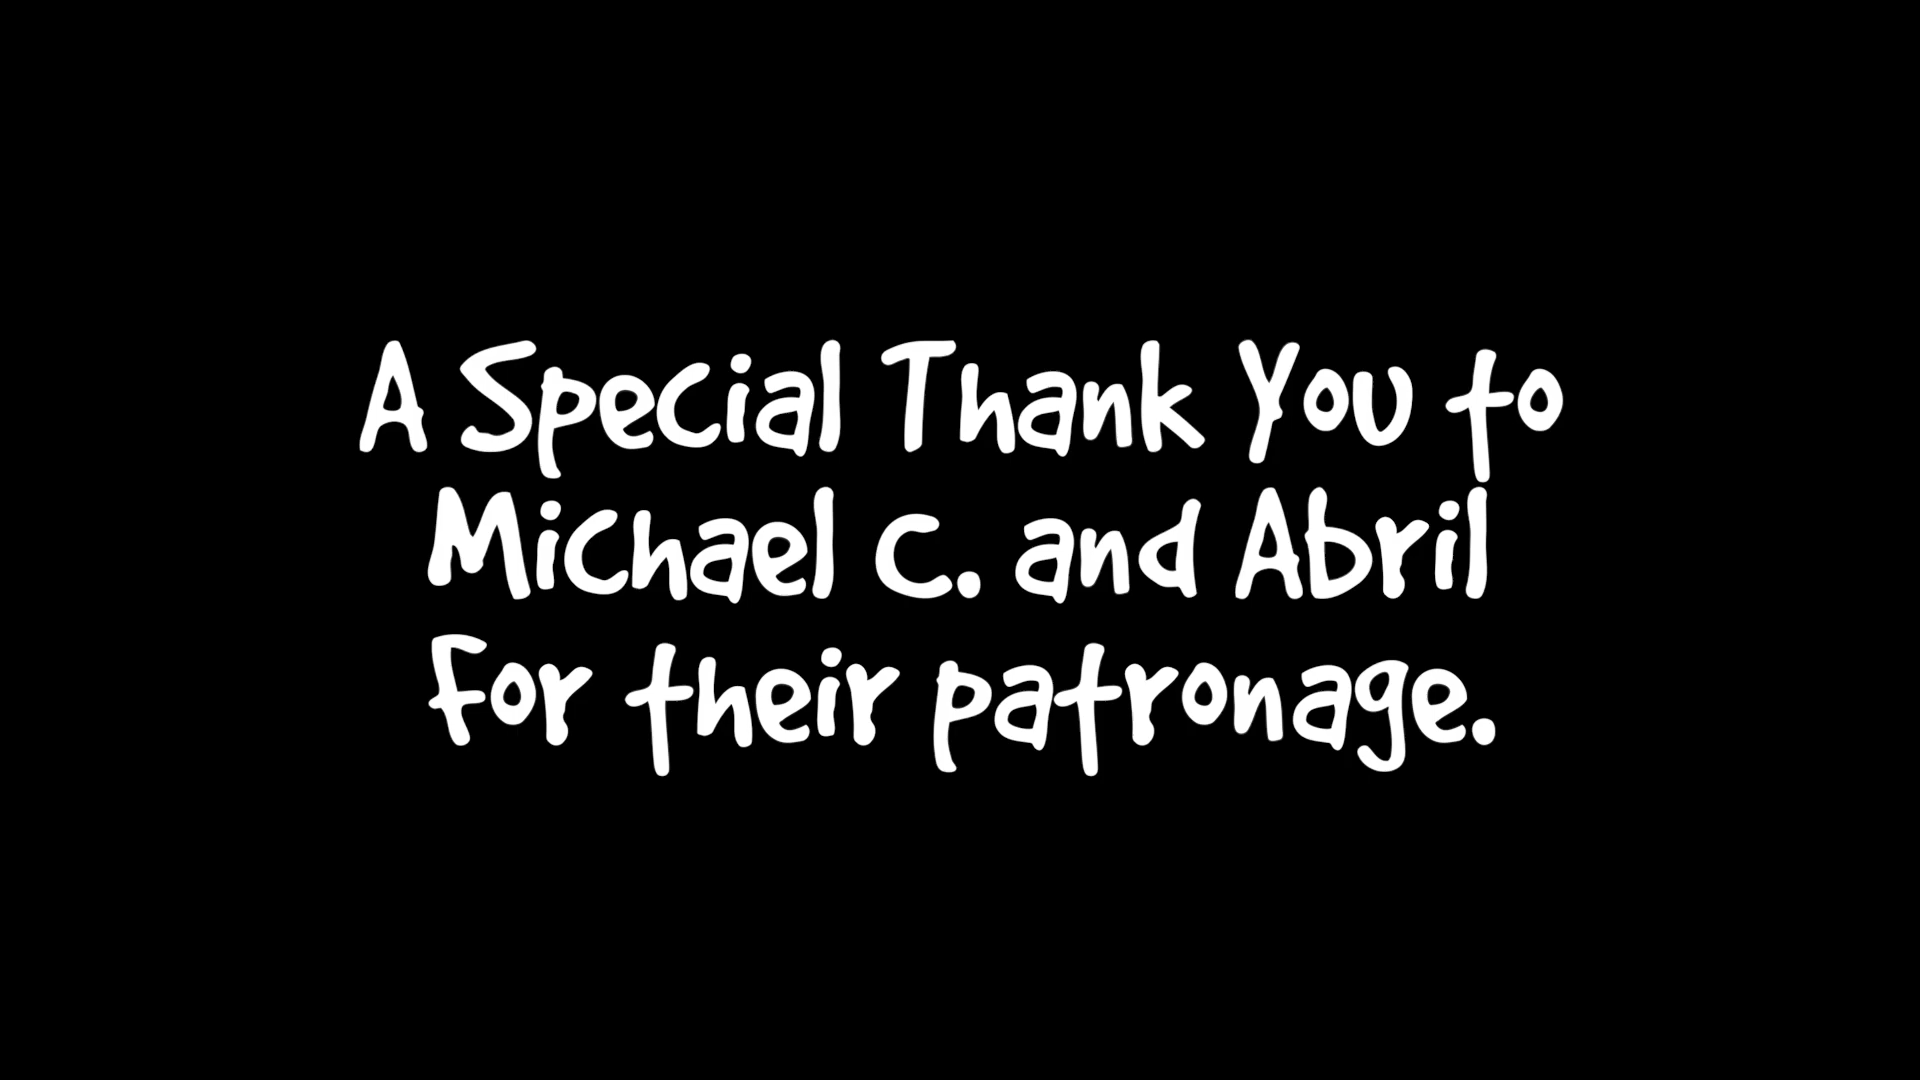 A Special Thank You to
Michael C. and Abril
for their patronage.